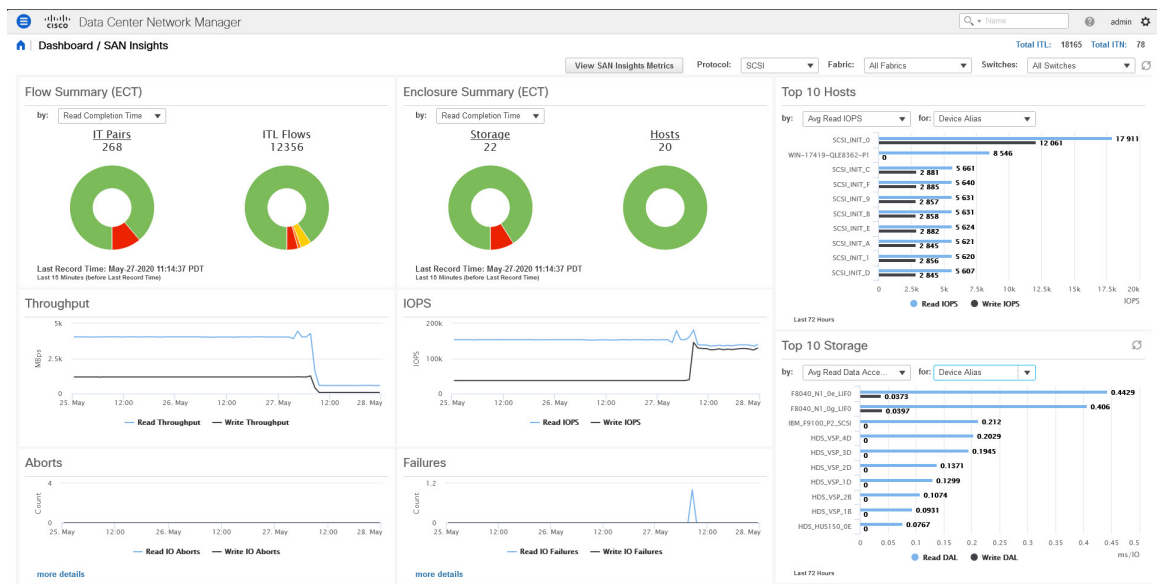 cisco Data Center Network Manager
Name
admin
Dashboard / SAN Insights
Total ITL: 18165 Total ITN: 78
View SAN Insights Metrics Protocol: SCSI Fabric: All Fabrics Switches: All Switches
Flow Summary (ECT)
by: Read Completion Time
IT Pairs
268
ITL Flows
12356
Last Record Time: May-27-2020 11:14:37 PDT
Last 15 Minutes (before Last Record Time)
Enclosure Summary (ECT)
by: Read Completion Time
Storage
22
Hosts
20
Last Record Time: May-27-2020 11:14:37 PDT
Last 15 Minutes (before Last Record Time)
Top 10 Hosts
by: Avg Read IOPS for: Device Alias
SCSI_INIT_0 17 911 12 061
WIN-17419-QLE8362-P1 8 546 0
SCSI_INIT_C 5 661 2 881
SCSI_INIT_F 5 640 2 885
SCSI_INIT_9 5 631 2 857
SCSI_INIT_B 5 631 2 858
SCSI_INIT_E 5 624 2 882
SCSI_INIT_A 5 621 2 845
SCSI_INIT_1 5 620 2 856
SCSI_INIT_D 5 607 2 845
0 2.5k 5k 7.5k 10k 12.5k 15k 17.5k 20k
IOPS
Read IOPS Write IOPS
Last 72 Hours
Throughput
5k
2.5k
0
MBps
25. May 12:00 26. May 12:00 27. May 12:00 28. May
Read Throughput Write Throughput
IOPS
200k
100k
0
IOPS
25. May 12:00 26. May 12:00 27. May 12:00 28. May
Read IOPS Write IOPS
Top 10 Storage
by: Avg Read Data Acce... for: Device Alias
F8040_N1_0e_LIF0 0.4429 0.0373
F8040_N1_0g_LIF0 0.406 0.0397
IBM_F9100_P2_SCSI 0.212 0
HDS_VSP_4D 0.2029 0
HDS_VSP_3D 0.1945 0
HDS_VSP_2D 0.1371 0
HDS_VSP_1D 0.1299 0
HDS_VSP_2B 0.1074 0
HDS_VSP_1B 0.0931 0
HDS_HUS150_0E 0.0767 0
0 0.05 0.1 0.15 0.2 0.25 0.3 0.35 0.4 0.45 0.5
ms/IO
Read DAL Write DAL
Last 72 Hours
Aborts
4
0
Count
25. May 12:00 26. May 12:00 27. May 12:00 28. May
Read IO Aborts Write IO Aborts
more details
Failures
1.2
0
Count
25. May 12:00 26. May 12:00 27. May 12:00 28. May
Read IO Failures Write IO Failures
more details